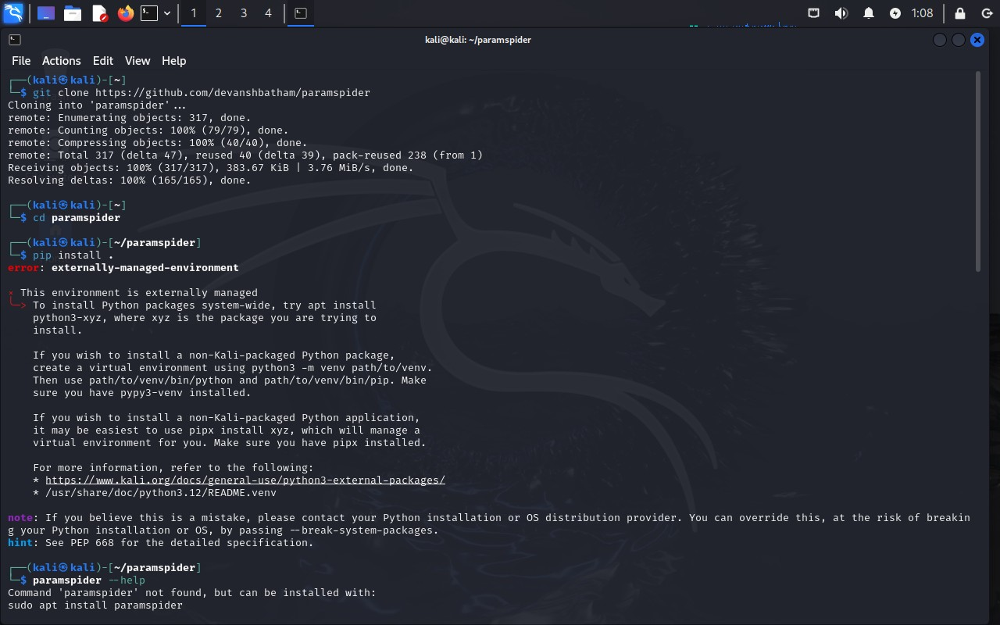 1 2 3 4 1:08
kali@kali: ~/paramspider
File Actions Edit View Help
┌──(kali㉿kali)-[~]
└─$ git clone https://github.com/devanshbatham/paramspider
Cloning into 'paramspider'...
remote: Enumerating objects: 317, done.
remote: Counting objects: 100% (79/79), done.
remote: Compressing objects: 100% (40/40), done.
remote: Total 317 (delta 47), reused 40 (delta 39), pack-reused 238 (from 1)
Receiving objects: 100% (317/317), 383.67 KiB | 3.76 MiB/s, done.
Resolving deltas: 100% (165/165), done.
┌──(kali㉿kali)-[~]
└─$ cd paramspider
┌──(kali㉿kali)-[~/paramspider]
└─$ pip install .
error: externally-managed-environment
× This environment is externally managed
╰─> To install Python packages system-wide, try apt install
python3-xyz, where xyz is the package you are trying to
install.
If you wish to install a non-Kali-packaged Python package,
create a virtual environment using python3 -m venv path/to/venv.
Then use path/to/venv/bin/python and path/to/venv/bin/pip. Make
sure you have pypy3-venv installed.
If you wish to install a non-Kali-packaged Python application,
it may be easiest to use pipx install xyz, which will manage a
virtual environment for you. Make sure you have pipx installed.
For more information, refer to the following:
* https://www.kali.org/docs/general-use/python3-external-packages/
* /usr/share/doc/python3.12/README.venv
note: If you believe this is a mistake, please contact your Python installation or OS distribution provider. You can override this, at the risk of breakin
g your Python installation or OS, by passing --break-system-packages.
hint: See PEP 668 for the detailed specification.
┌──(kali㉿kali)-[~/paramspider]
└─$ paramspider --help
Command 'paramspider' not found, but can be installed with:
sudo apt install paramspider